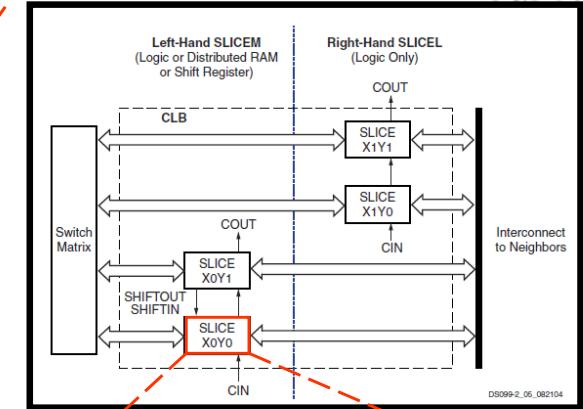 Left-Hand SLICEM
(Logic or Distributed RAM
or Shift Register)
Right-Hand SLICEL
(Logic Only)
COUT
CLB
SLICE
X1Y1
SLICE
X1Y0
Switch
Matrix
COUT
CIN
Interconnect
to Neighbors
SLICE
X0Y1
SHIFTOUT
SHIFTIN
SLICE
X0Y0
CIN
DS099-2_05_082104